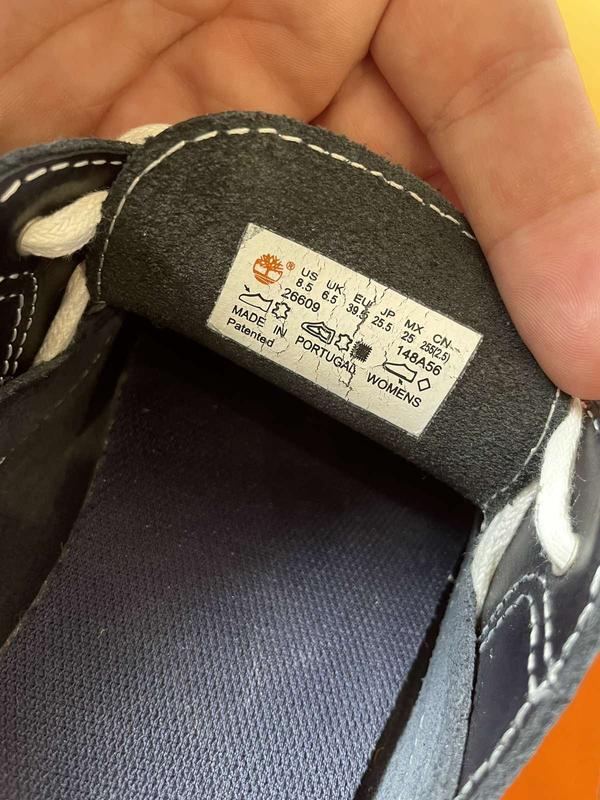 ®
US UK EU JP MX CN
8.5 6.5 39.5 25.5 25 255(2.5)
26609 148A56
MADE IN PORTUGAL WOMENS
Patented